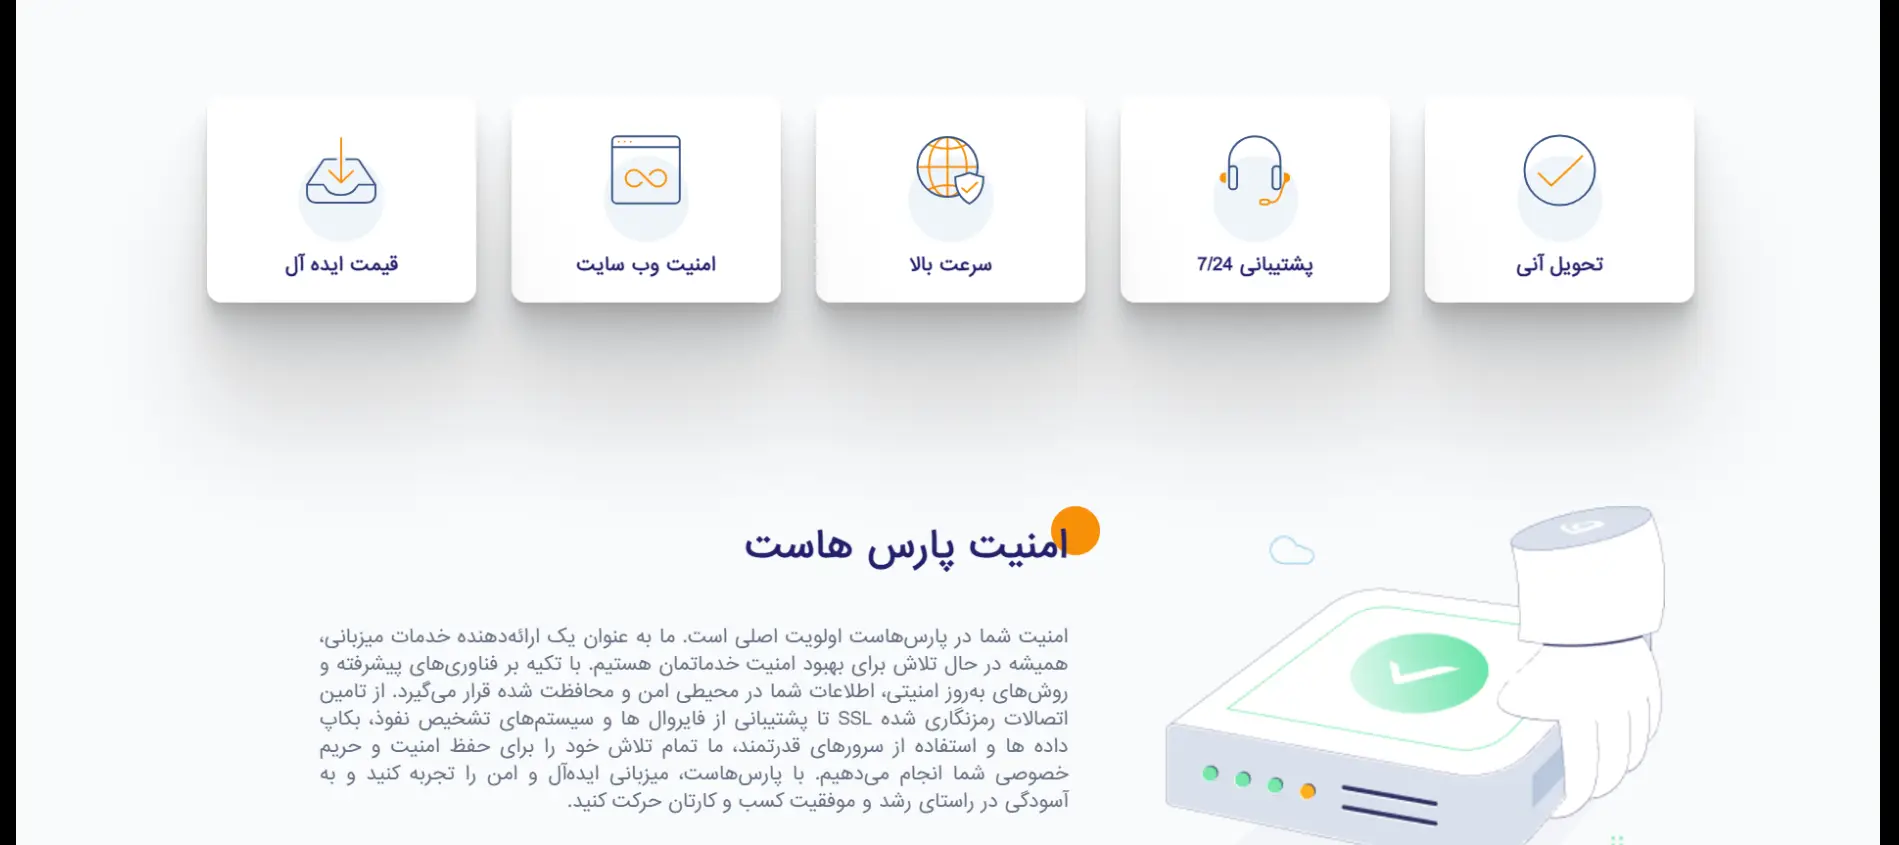 تحویل آنی
پشتیبانی 7/24
سرعت بالا
امنیت وب سایت
قیمت ایده آل
امنیت پارس هاست
امنیت شما در پارس‌هاست اولویت اصلی است. ما به عنوان یک ارائه‌دهنده خدمات میزبانی،
همیشه در حال تلاش برای بهبود امنیت خدماتمان هستیم. با تکیه بر فناوری‌های پیشرفته و
روش‌های به‌روز امنیتی، اطلاعات شما در محیطی امن و محافظت شده قرار می‌گیرد. از تامین
اتصالات رمزنگاری شده SSL تا پشتیبانی از فایروال ها و سیستم‌های تشخیص نفوذ، بکاپ
داده ها و استفاده از سرورهای قدرتمند، ما تمام تلاش خود را برای حفظ امنیت و حریم
خصوصی شما انجام می‌دهیم. با پارس‌هاست، میزبانی ایده‌آل و امن را تجربه کنید و به
آسودگی در راستای رشد و موفقیت کسب و کارتان حرکت کنید.